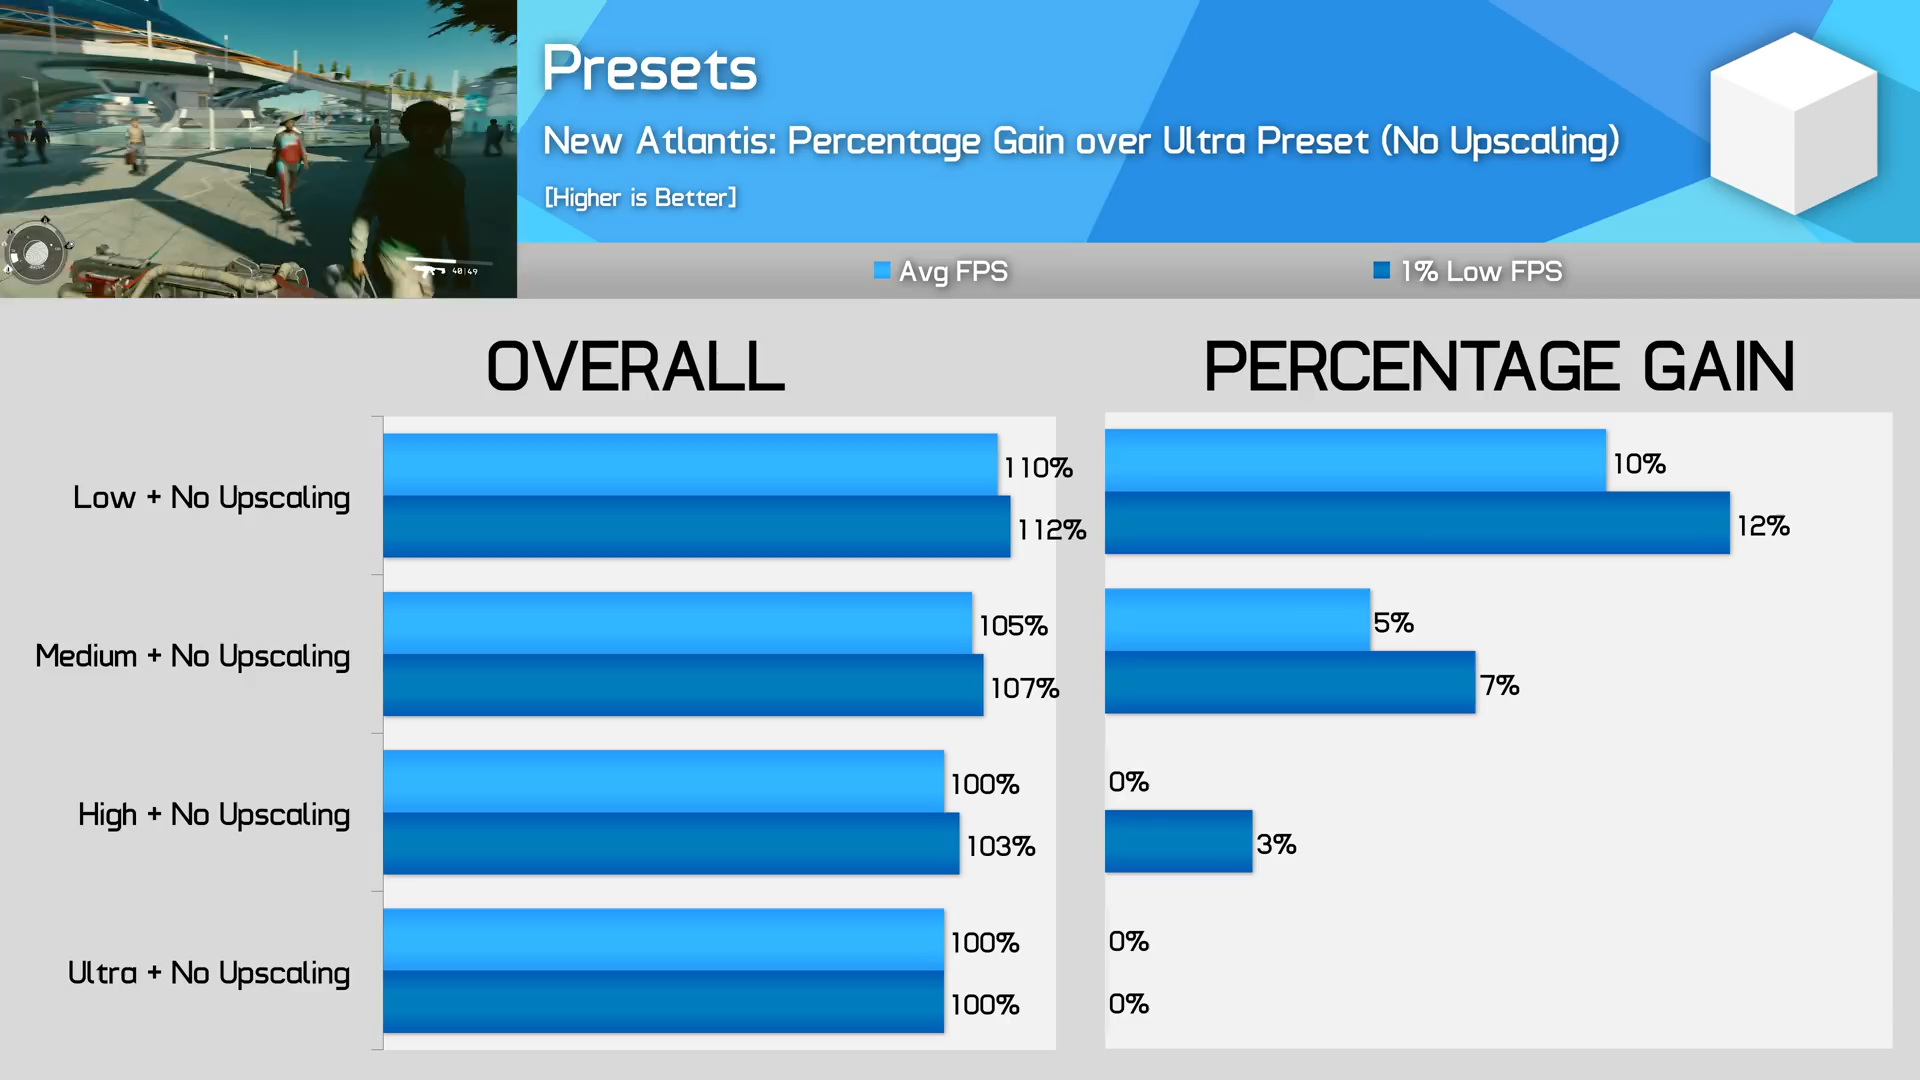 Presets
New Atlantis: Percentage Gain over Ultra Preset (No Upscaling)
[Higher is Better]
40|49
Avg FPS
1% Low FPS
OVERALL
PERCENTAGE GAIN
Low + No Upscaling
110%
112%
10%
12%
Medium + No Upscaling
105%
107%
5%
7%
High + No Upscaling
100%
103%
0%
3%
Ultra + No Upscaling
100%
100%
0%
0%